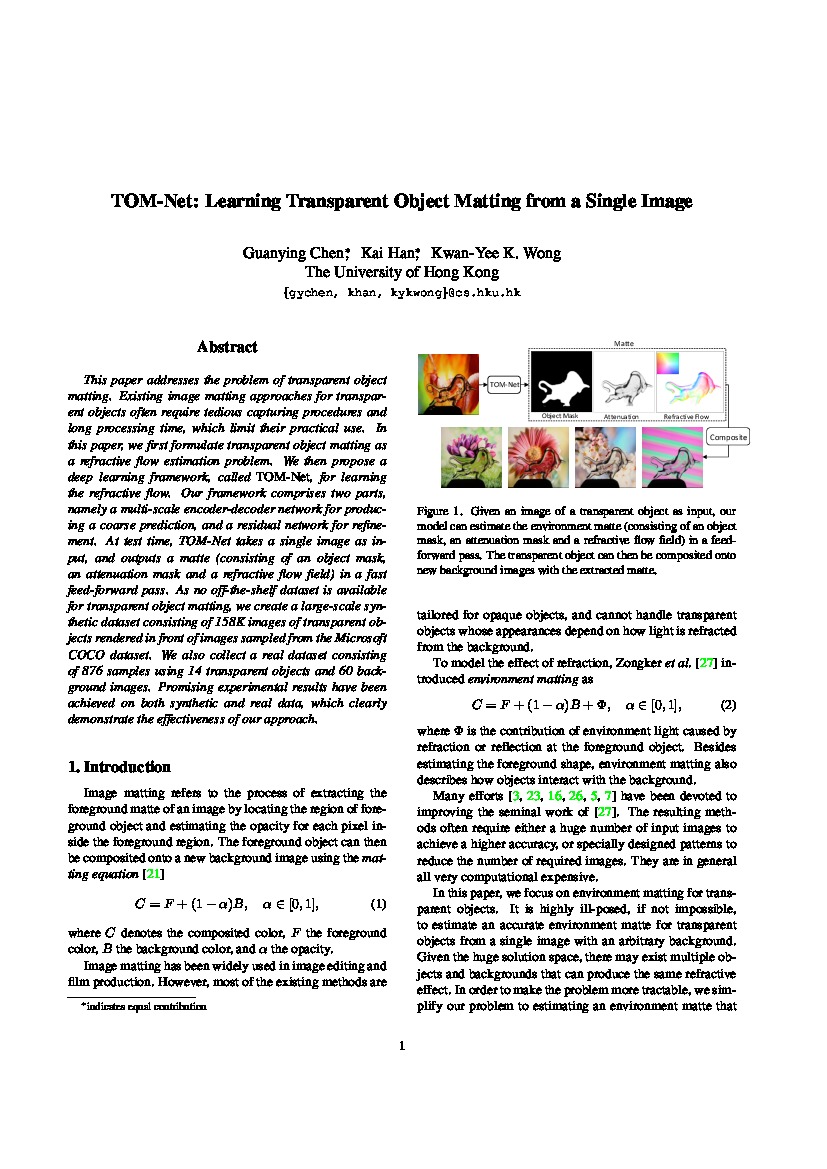 TOM-Net: Learning Transparent Object Matting from a Single Image
Guanying Chen*, Kai Han*, Kwan-Yee K. Wong
The University of Hong Kong
{gychen, khan, kykwong}@cs.hku.hk
Abstract
This paper addresses the problem of transparent object
matting. Existing image matting approaches for transpar-
ent objects often require tedious capturing procedures and
long processing time, which limit their practical use. In
this paper, we first formulate transparent object matting as
a refractive flow estimation problem. We then propose a
deep learning framework, called TOM-Net, for learning
the refractive flow. Our framework comprises two parts,
namely a multi-scale encoder-decoder network for produc-
ing a coarse prediction, and a residual network for refine-
ment. At test time, TOM-Net takes a single image as in-
put, and outputs a matte (consisting of an object mask,
an attenuation mask and a refractive flow field) in a fast
feed-forward pass. As no off-the-shelf dataset is available
for transparent object matting, we create a large-scale syn-
thetic dataset consisting of 158K images of transparent ob-
jects rendered in front of images sampled from the Microsoft
COCO dataset. We also collect a real dataset consisting
of 876 samples using 14 transparent objects and 60 back-
ground images. Promising experimental results have been
achieved on both synthetic and real data, which clearly
demonstrate the effectiveness of our approach.
1. Introduction
Image matting refers to the process of extracting the
foreground matte of an image by locating the region of fore-
ground object and estimating the opacity for each pixel in-
side the foreground region. The foreground object can then
be composited onto a new background image using the mat-
ting equation [21]
C = F + (1 − α)B, α ∈ [0, 1], (1)
where C denotes the composited color, F the foreground
color, B the background color, and α the opacity.
Image matting has been widely used in image editing and
film production. However, most of the existing methods are
*indicates equal contribution
Matte
TOM-Net
Object Mask Attenuation Refractive Flow
Composite
Figure 1. Given an image of a transparent object as input, our
model can estimate the environment matte (consisting of an object
mask, an attenuation mask and a refractive flow field) in a feed-
forward pass. The transparent object can then be composited onto
new background images with the extracted matte.
tailored for opaque objects, and cannot handle transparent
objects whose appearances depend on how light is refracted
from the background.
To model the effect of refraction, Zongker et al. [27] in-
troduced environment matting as
C = F + (1 − α)B + Φ, α ∈ [0, 1], (2)
where Φ is the contribution of environment light caused by
refraction or reflection at the foreground object. Besides
estimating the foreground shape, environment matting also
describes how objects interact with the background.
Many efforts [3, 23, 16, 26, 5, 7] have been devoted to
improving the seminal work of [27]. The resulting meth-
ods often require either a huge number of input images to
achieve a higher accuracy, or specially designed patterns to
reduce the number of required images. They are in general
all very computational expensive.
In this paper, we focus on environment matting for trans-
parent objects. It is highly ill-posed, if not impossible,
to estimate an accurate environment matte for transparent
objects from a single image with an arbitrary background.
Given the huge solution space, there may exist multiple ob-
jects and backgrounds that can produce the same refractive
effect. In order to make the problem more tractable, we sim-
plify our problem to estimating an environment matte that
1